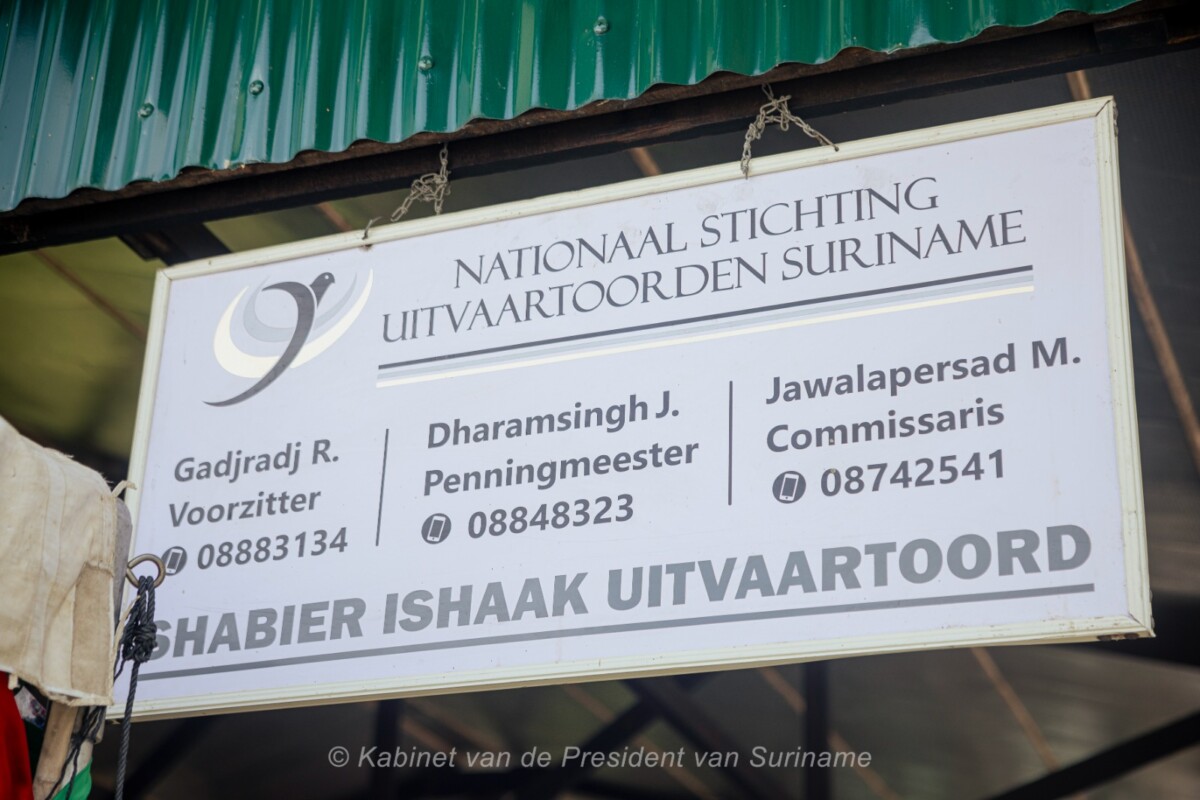 NATIONAAL STICHTING
UITVAARTOORDEN SURINAME
Gadjradj R.
Voorzitter
08883134
Dharamsingh J.
Penningmeester
08848323
Jawalapersad M.
Commissaris
08742541
SHABIER ISHAAK UITVAARTOORD
© Kabinet van de President van Suriname